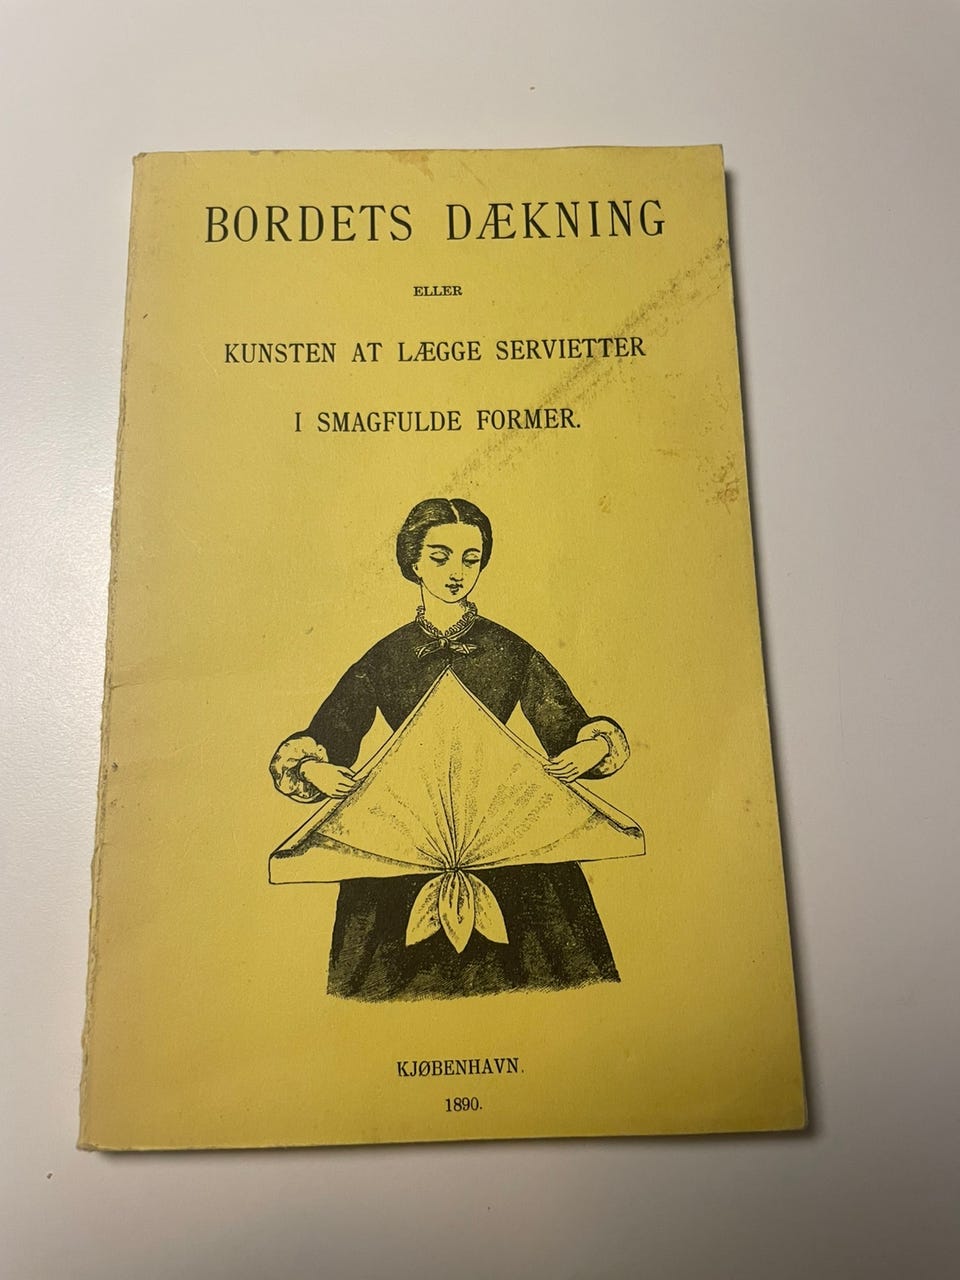 BORDETS DÆKNING
ELLER
KUNSTEN AT LÆGGE SERVIETTER
I SMAGFULDE FORMER.
KJØBENHAVN.
1890.